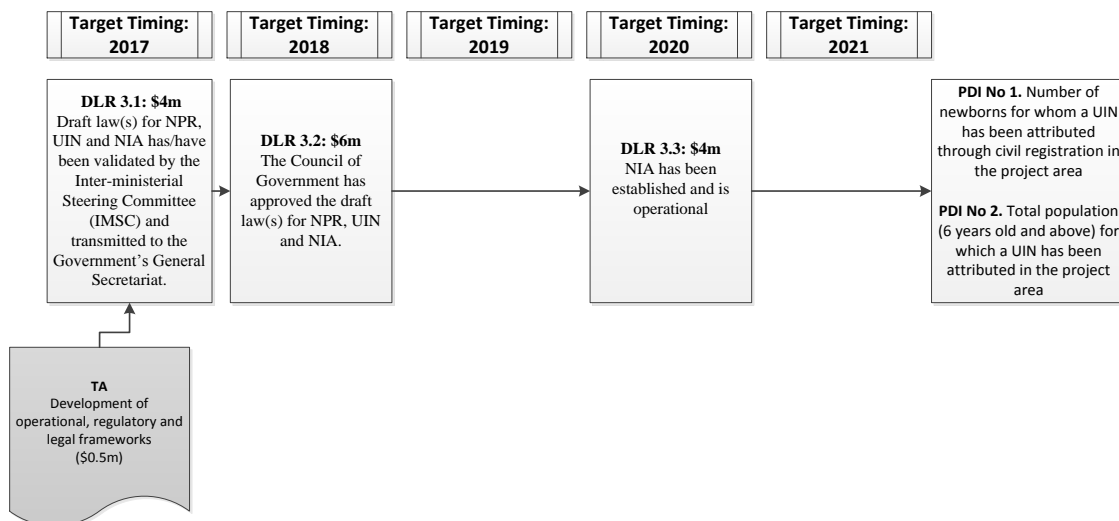 Target Timing:
2017
Target Timing:
2018
Target Timing:
2019
Target Timing:
2020
Target Timing:
2021
DLR 3.1: $4m
Draft law(s) for NPR,
UIN and NIA has/have
been validated by the
Inter-ministerial
Steering Committee
(IMSC) and
transmitted to the
Government’s General
Secretariat.
DLR 3.2: $6m
The Council of
Government has
approved the draft
law(s) for NPR, UIN
and NIA.
DLR 3.3: $4m
NIA has been
established and is
operational
PDI No 1. Number of
newborns for whom a UIN
has been attributed
through civil registration in
the project area
PDI No 2. Total population
(6 years old and above) for
which a UIN has been
attributed in the project
area
TA
Development of
operational, regulatory and
legal frameworks
($0.5m)